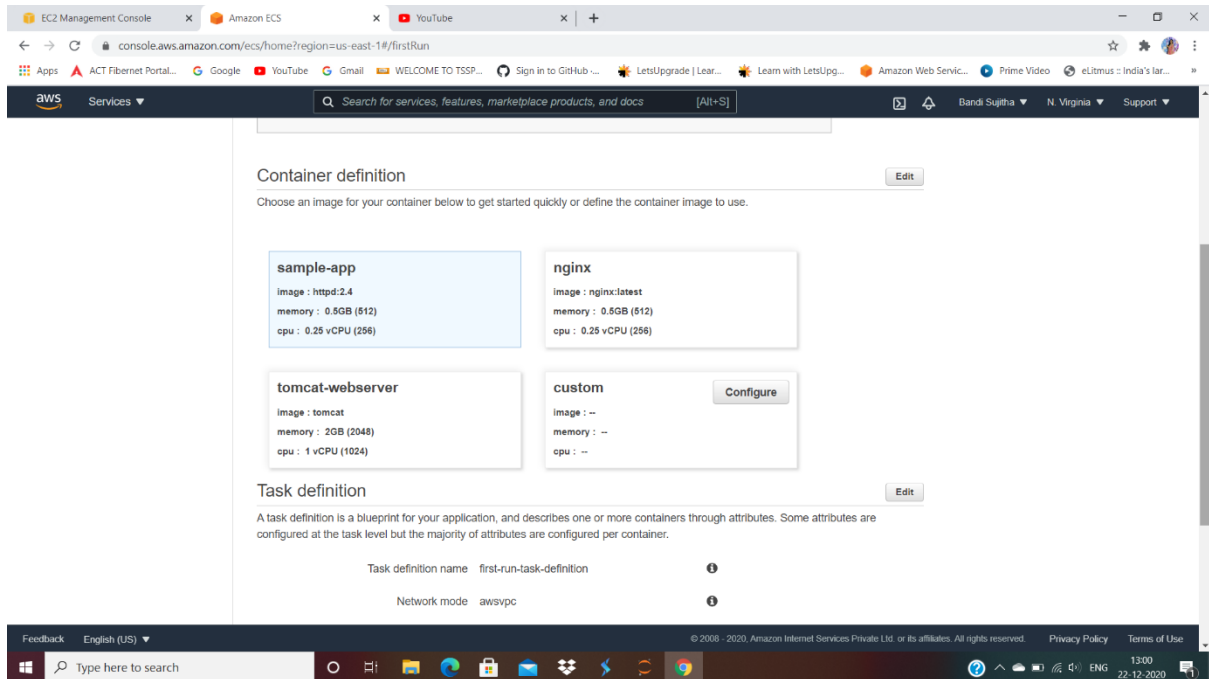 EC2 Management Console
Amazon ECS
YouTube
console.aws.amazon.com/ecs/home?region=us-east-1#/firstRun
Apps
ACT Fibernet Portal...
Google
YouTube
Gmail
WELCOME TO TSSP...
Sign in to GitHub ·...
LetsUpgrade | Lear...
Learn with LetsUpg...
Amazon Web Servic...
Prime Video
eLitmus :: India's lar...
aws
Services ▼
Search for services, features, marketplace products, and docs
[Alt+S]
Bandi Sujitha ▼
N. Virginia ▼
Support ▼
Container definition
Edit
Choose an image for your container below to get started quickly or define the container image to use.
sample-app
image : httpd:2.4
memory : 0.5GB (512)
cpu : 0.25 vCPU (256)
nginx
image : nginx:latest
memory : 0.5GB (512)
cpu : 0.25 vCPU (256)
tomcat-webserver
image : tomcat
memory : 2GB (2048)
cpu : 1 vCPU (1024)
custom
Configure
image : --
memory : --
cpu : --
Task definition
Edit
A task definition is a blueprint for your application, and describes one or more containers through attributes. Some attributes are
configured at the task level but the majority of attributes are configured per container.
Task definition name first-run-task-definition
Network mode awsvpc
Feedback
English (US) ▼
© 2008 - 2020, Amazon Internet Services Private Ltd. or its affiliates. All rights reserved.
Privacy Policy
Terms of Use
Type here to search
ENG
13:00
22-12-2020
1